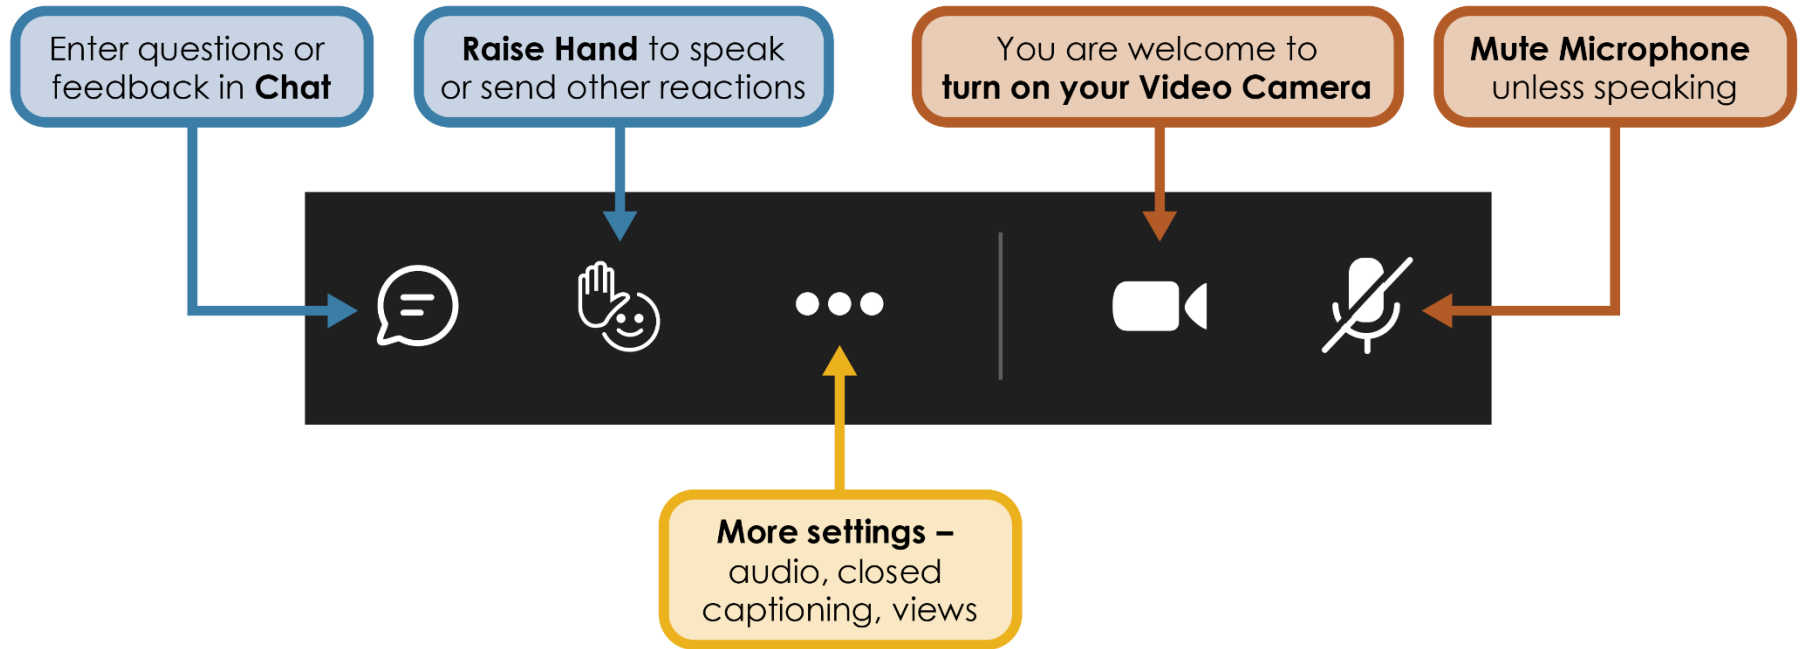 Enter questions or
feedback in Chat
Raise Hand to speak
or send other reactions
You are welcome to
turn on your Video Camera
Mute Microphone
unless speaking
More settings –
audio, closed
captioning, views